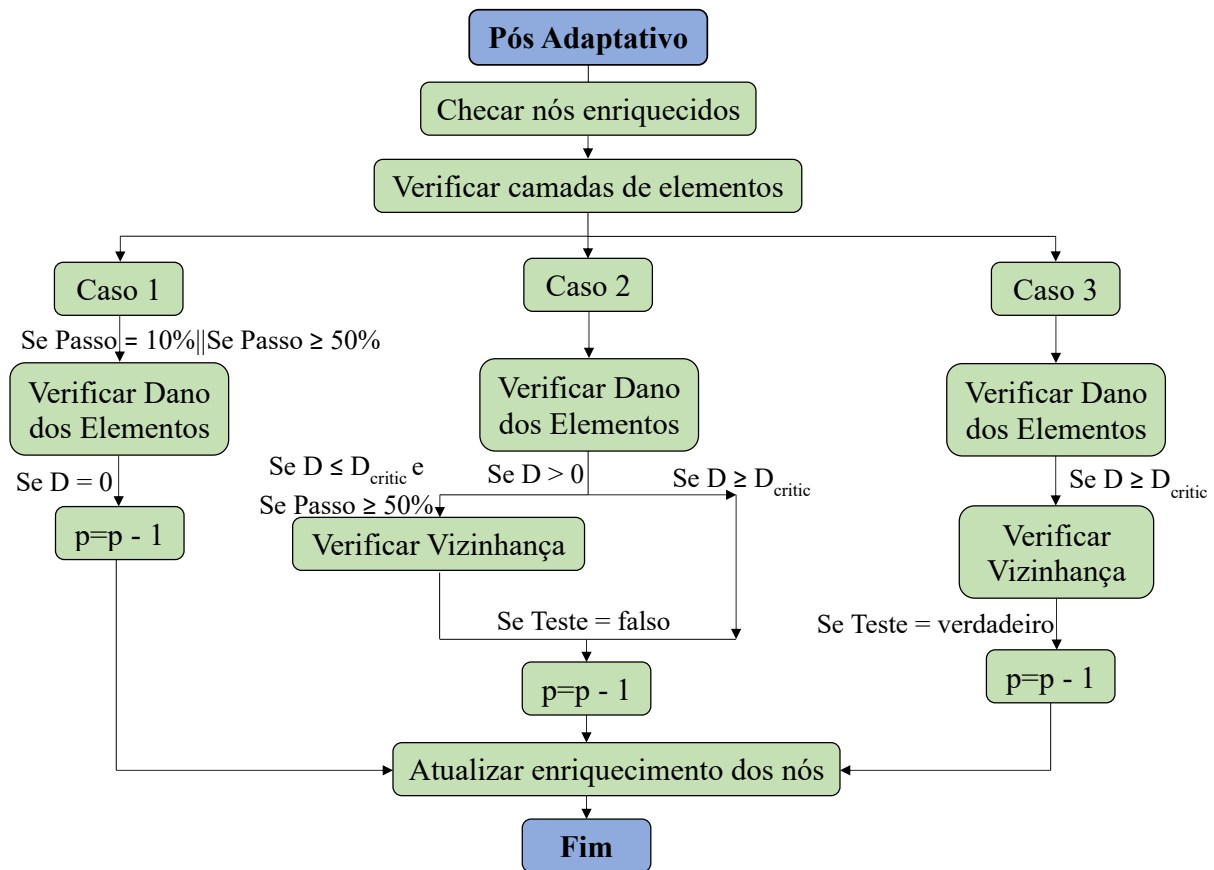 Pós Adaptativo
Checar nós enriquecidos
Verificar camadas de elementos
Caso 1
Caso 2
Caso 3
Se Passo = 10%||Se Passo ≥ 50%
Verificar Dano
dos Elementos
Verificar Dano
dos Elementos
Verificar Dano
dos Elementos
Se D = 0
Se D ≤ D_critic e
Se Passo ≥ 50%
Se D > 0
Se D ≥ D_critic
Se D ≥ D_critic
p=p - 1
Verificar Vizinhança
Verificar
Vizinhança
Se Teste = falso
Se Teste = verdadeiro
p=p - 1
p=p - 1
Atualizar enriquecimento dos nós
Fim